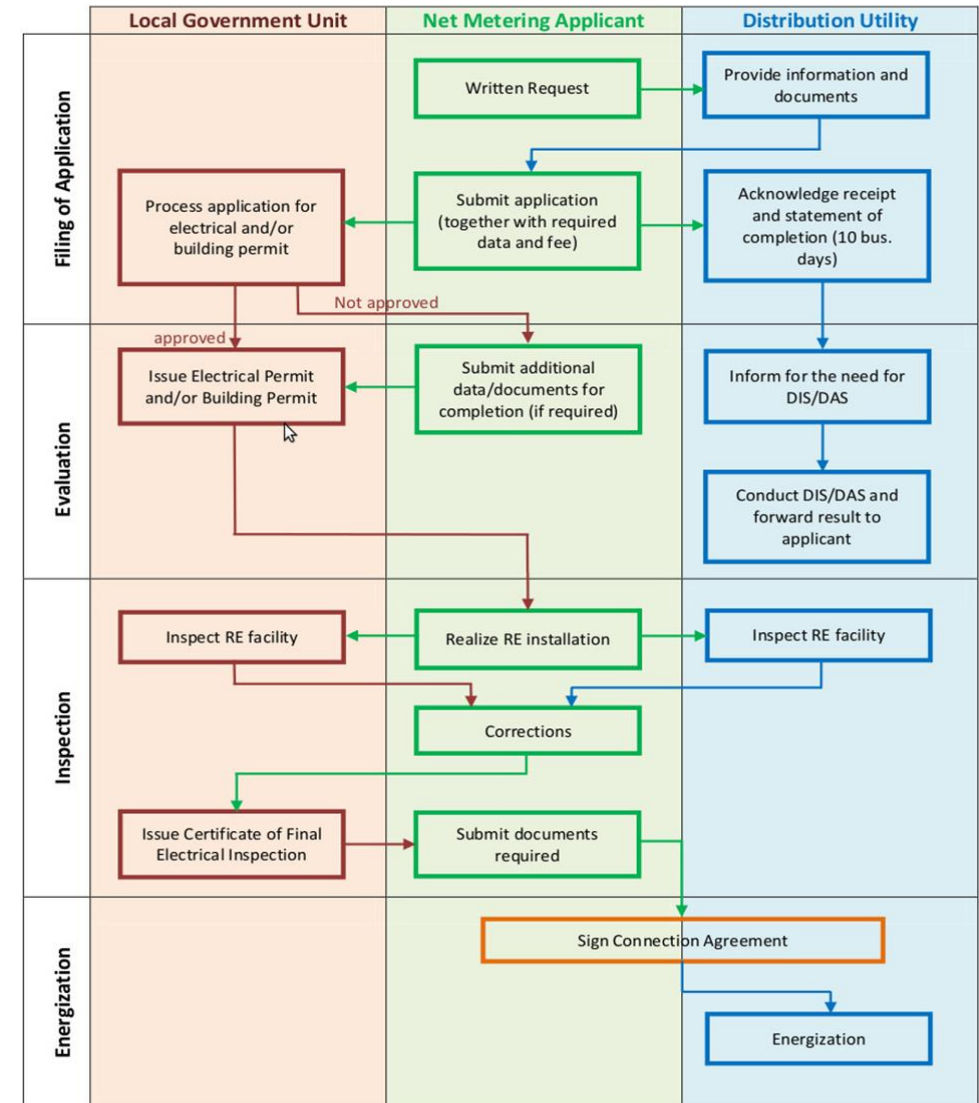 Local Government Unit
Net Metering Applicant
Distribution Utility
Filing of Application
Written Request
Provide information and
documents
Process application for
electrical and/or
building permit
Submit application
(together with required
data and fee)
Acknowledge receipt
and statement of
completion (10 bus.
days)
Not approved
approved
Evaluation
Issue Electrical Permit
and/or Building Permit
Submit additional
data/documents for
completion (if required)
Inform for the need for
DIS/DAS
Conduct DIS/DAS and
forward result to
applicant
Inspection
Inspect RE facility
Realize RE installation
Inspect RE facility
Corrections
Issue Certificate of Final
Electrical Inspection
Submit documents
required
Energization
Sign Connection Agreement
Energization